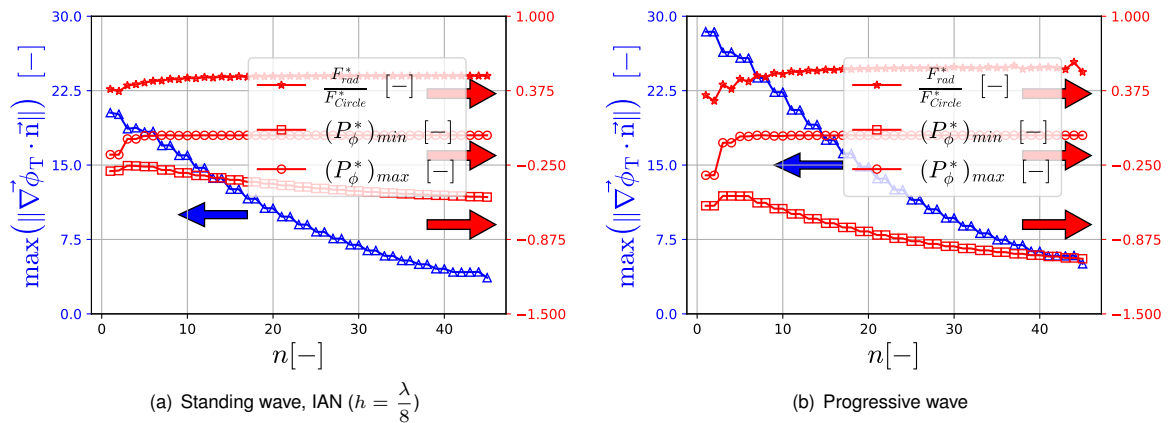 max (‖∇⃗ϕ_T · n⃗‖) [−]
30.0
22.5
15.0
7.5
0.0
1.000
0.375
−0.250
−0.875
−1.500
F*_rad / F*_Circle [−]
(P*_ϕ)_min [−]
(P*_ϕ)_max [−]
0 10 20 30 40
n[−]
(a) Standing wave, IAN (h = λ/8)
max (‖∇⃗ϕ_T · n⃗‖) [−]
30.0
22.5
15.0
7.5
0.0
1.000
0.375
−0.250
−0.875
−1.500
F*_rad / F*_Circle [−]
(P*_ϕ)_min [−]
(P*_ϕ)_max [−]
0 10 20 30 40
n[−]
(b) Progressive wave